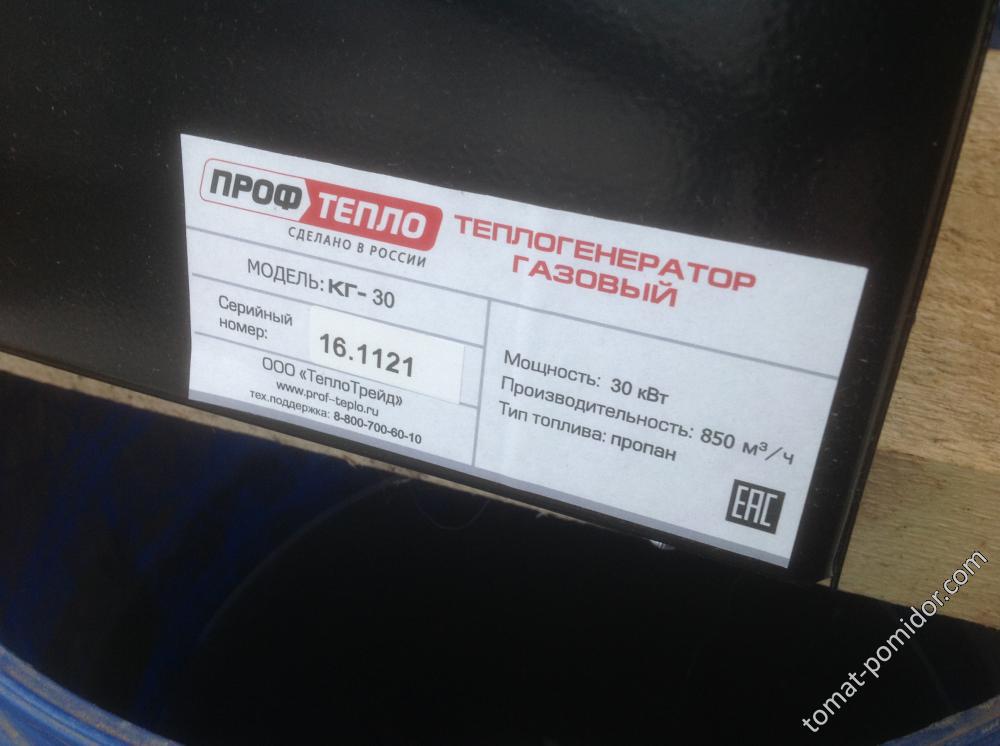 ПРОФ ТЕПЛО
СДЕЛАНО В РОССИИ
ТЕПЛОГЕНЕРАТОР
ГАЗОВЫЙ
МОДЕЛЬ: КГ- 30
Серийный
номер:
16.1121
ООО «ТеплоТрейд»
www.prof-teplo.ru
тех.поддержка: 8-800-700-60-10
Мощность: 30 кВт
Производительность: 850 м³/ч
Тип топлива: пропан
EAC
tomat-pomidor.com